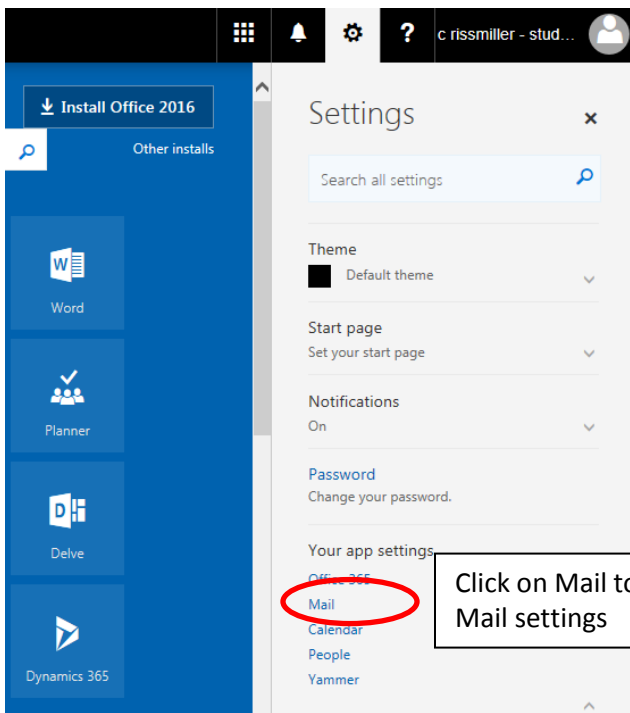 c rissmiller - stud...
Install Office 2016
Other installs
Word
Planner
Delve
Dynamics 365
Settings
Search all settings
Theme
Default theme
Start page
Set your start page
Notifications
On
Password
Change your password.
Your app settings
Office 365
Mail
Calendar
People
Yammer
Click on Mail to
Mail settings